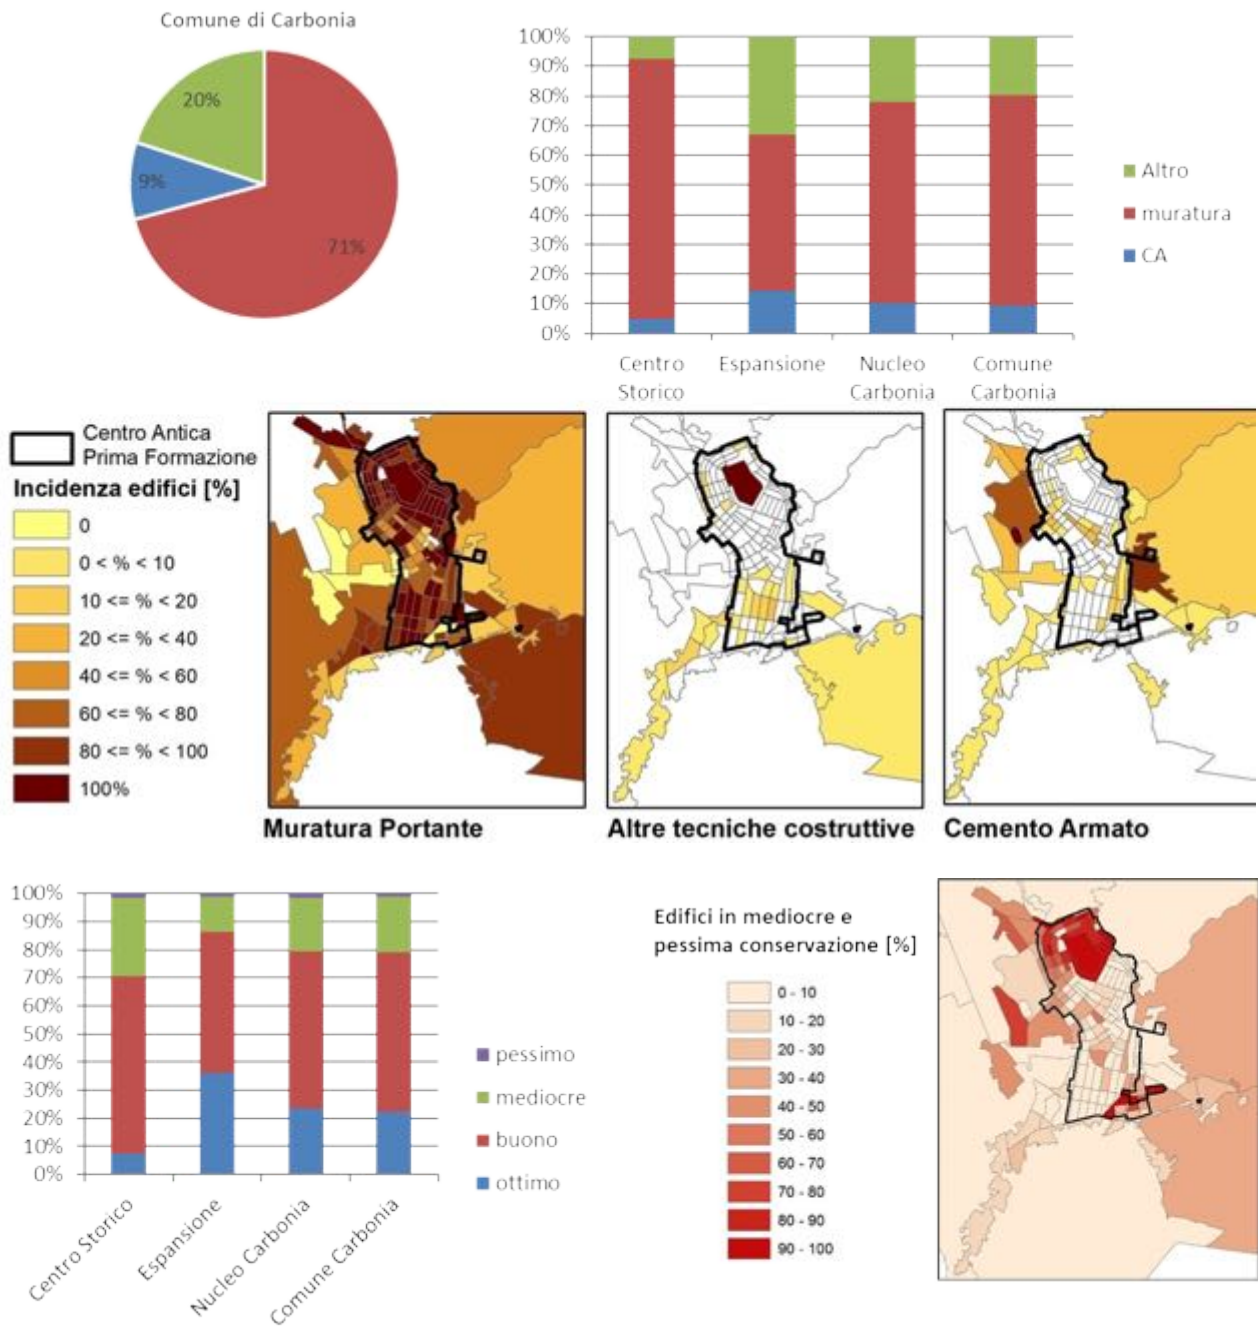 Comune di Carbonia
20%
9%
71%
100%
90%
80%
70%
60%
50%
40%
30%
20%
10%
0%
Centro Storico
Espansione
Nucleo Carbonia
Comune Carbonia
Altro
muratura
CA
Centro Antica
Prima Formazione
Incidenza edifici [%]
0
0 < % < 10
10 <= % < 20
20 <= % < 40
40 <= % < 60
60 <= % < 80
80 <= % < 100
100%
Muratura Portante
Altre tecniche costruttive
Cemento Armato
100%
90%
80%
70%
60%
50%
40%
30%
20%
10%
0%
Centro Storico
Espansione
Nucleo Carbonia
Comune Carbonia
pessimo
mediocre
buono
ottimo
Edifici in mediocre e
pessima conservazione [%]
0 - 10
10 - 20
20 - 30
30 - 40
40 - 50
50 - 60
60 - 70
70 - 80
80 - 90
90 - 100